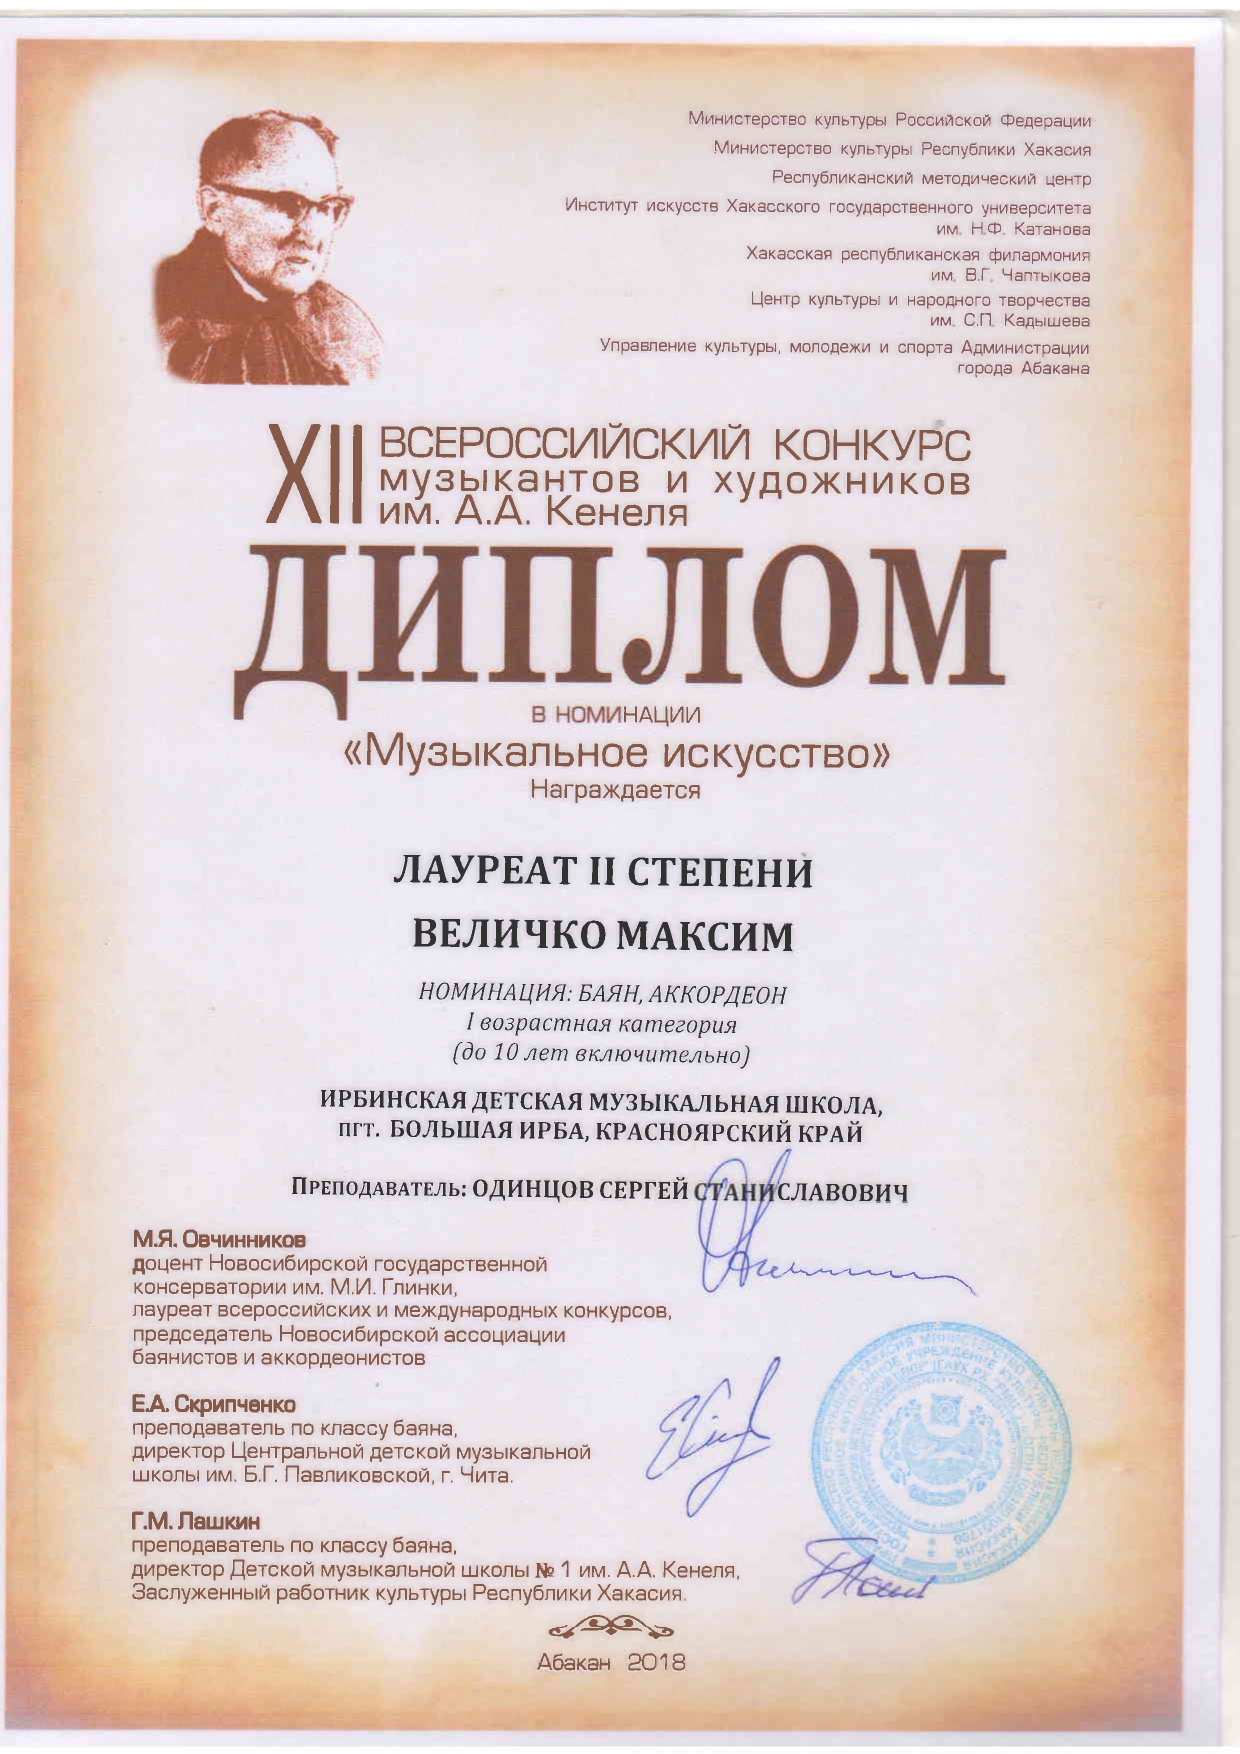 Министерство культуры Российской Федерации
Министерство культуры Республики Хакасия
Республиканский методический центр
Институт искусств Хакасского государственного университета
им. Н.Ф. Катанова
Хакасская республиканская филармония
им. В.Г. Чаптыкова
Центр культуры и народного творчества
им. С.П. Кадышева
Управление культуры, молодежи и спорта Администрации
города Абакана
XII ВСЕРОССИЙСКИЙ КОНКУРС
музыкантов и художников
им. А.А. Кенеля
ДИПЛОМ
В НОМИНАЦИИ
«Музыкальное искусство»
Награждается
ЛАУРЕАТ II СТЕПЕНИ
ВЕЛИЧКО МАКСИМ
НОМИНАЦИЯ: БАЯН, АККОРДЕОН
I возрастная категория
(до 10 лет включительно)
ИРБИНСКАЯ ДЕТСКАЯ МУЗЫКАЛЬНАЯ ШКОЛА,
пгт. БОЛЬШАЯ ИРБА, КРАСНОЯРСКИЙ КРАЙ
Преподаватель: ОДИНЦОВ СЕРГЕЙ СТАНИСЛАВОВИЧ
М.Я. Овчинников
доцент Новосибирской государственной
консерватории им. М.И. Глинки,
лауреат всероссийских и международных конкурсов,
председатель Новосибирской ассоциации
баянистов и аккордеонистов
Е.А. Скрипченко
преподаватель по классу баяна,
директор Центральной детской музыкальной
школы им. Б.Г. Павликовской, г. Чита.
Г.М. Лашкин
преподаватель по классу баяна,
директор Детской музыкальной школы № 1 им. А.А. Кенеля,
Заслуженный работник культуры Республики Хакасия.
Абакан 2018